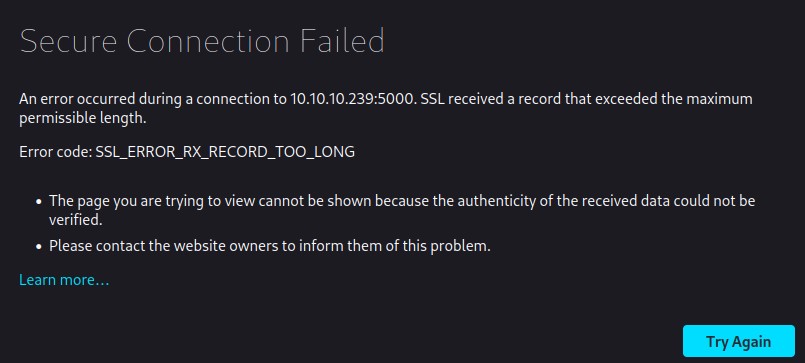 Secure Connection Failed
An error occurred during a connection to 10.10.10.239:5000. SSL received a record that exceeded the maximum
permissible length.
Error code: SSL_ERROR_RX_RECORD_TOO_LONG
• The page you are trying to view cannot be shown because the authenticity of the received data could not be
verified.
• Please contact the website owners to inform them of this problem.
Learn more…
Try Again